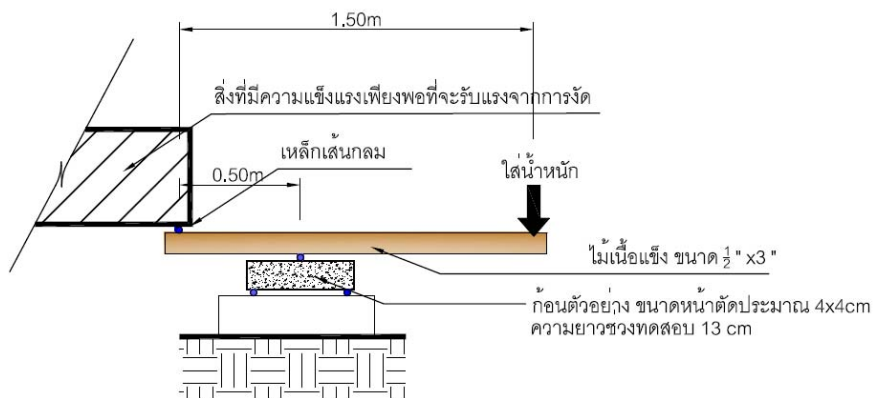 1.50m
สิ่งที่มีความแข็งแรงเพียงพอที่จะรับแรงจากการงัด
เหล็กเส้นกลม
0.50m
ใส่น้ำหนัก
ไม้เนื้อแข็ง ขนาด ½" x3"
ก้อนตัวอย่าง ขนาดหน้าตัดประมาณ 4x4cm
ความยาวช่วงทดสอบ 13 cm